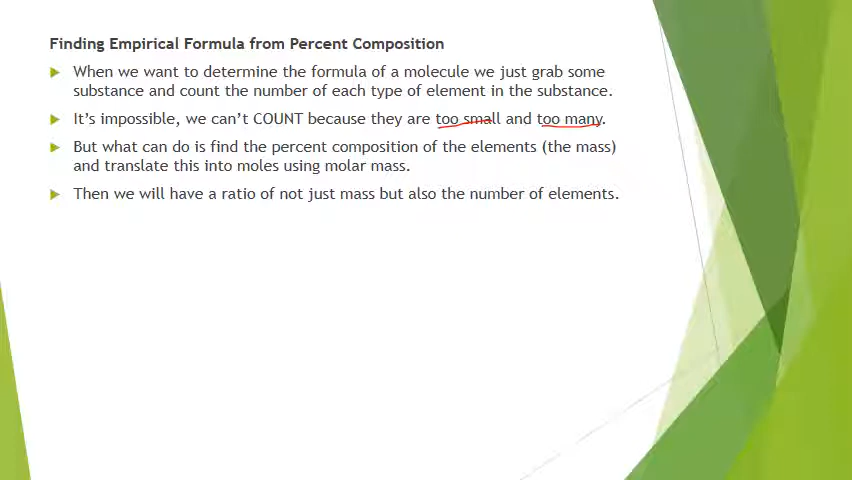 Finding Empirical Formula from Percent Composition
When we want to determine the formula of a molecule we just grab some
substance and count the number of each type of element in the substance.
It's impossible, we can't COUNT because they are too small and too many.
But what can do is find the percent composition of the elements (the mass)
and translate this into moles using molar mass.
Then we will have a ratio of not just mass but also the number of elements.